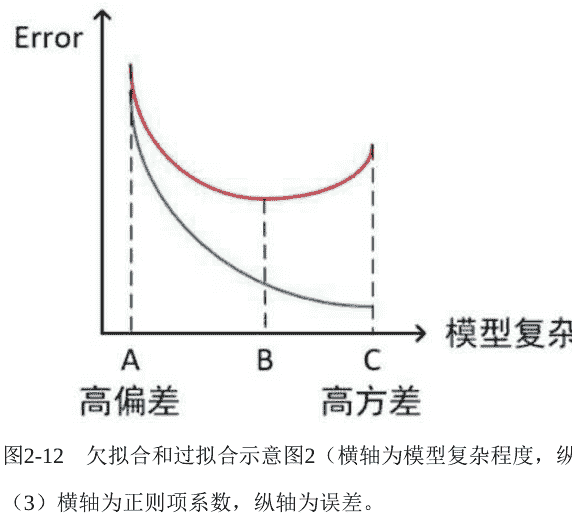 Error
模型复杂
A B C
高偏差 高方差
图2-12 欠拟合和过拟合示意图2（横轴为模型复杂程度，纵
（3）横轴为正则项系数，纵轴为误差。